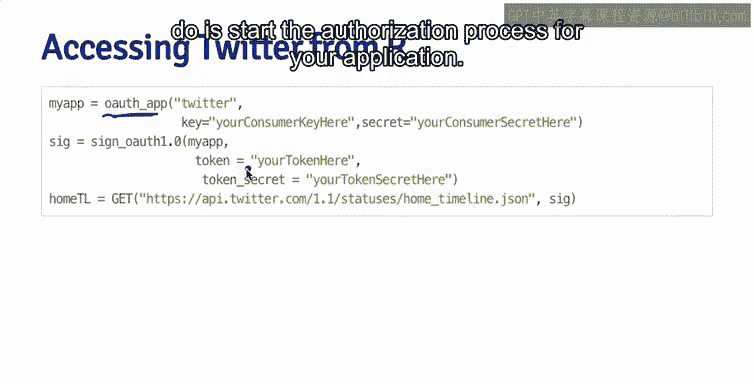 do is start the authorization process for
your application.
Accessing Twitter from R
myapp = oauth_app("twitter",
key="yourConsumerKeyHere",secret="yourConsumerSecretHere")
sig = sign_oauth1.0(myapp,
token = "yourTokenHere",
token_secret = "yourTokenSecretHere")
homeTL = GET("https://api.twitter.com/1.1/statuses/home_timeline.json", sig)